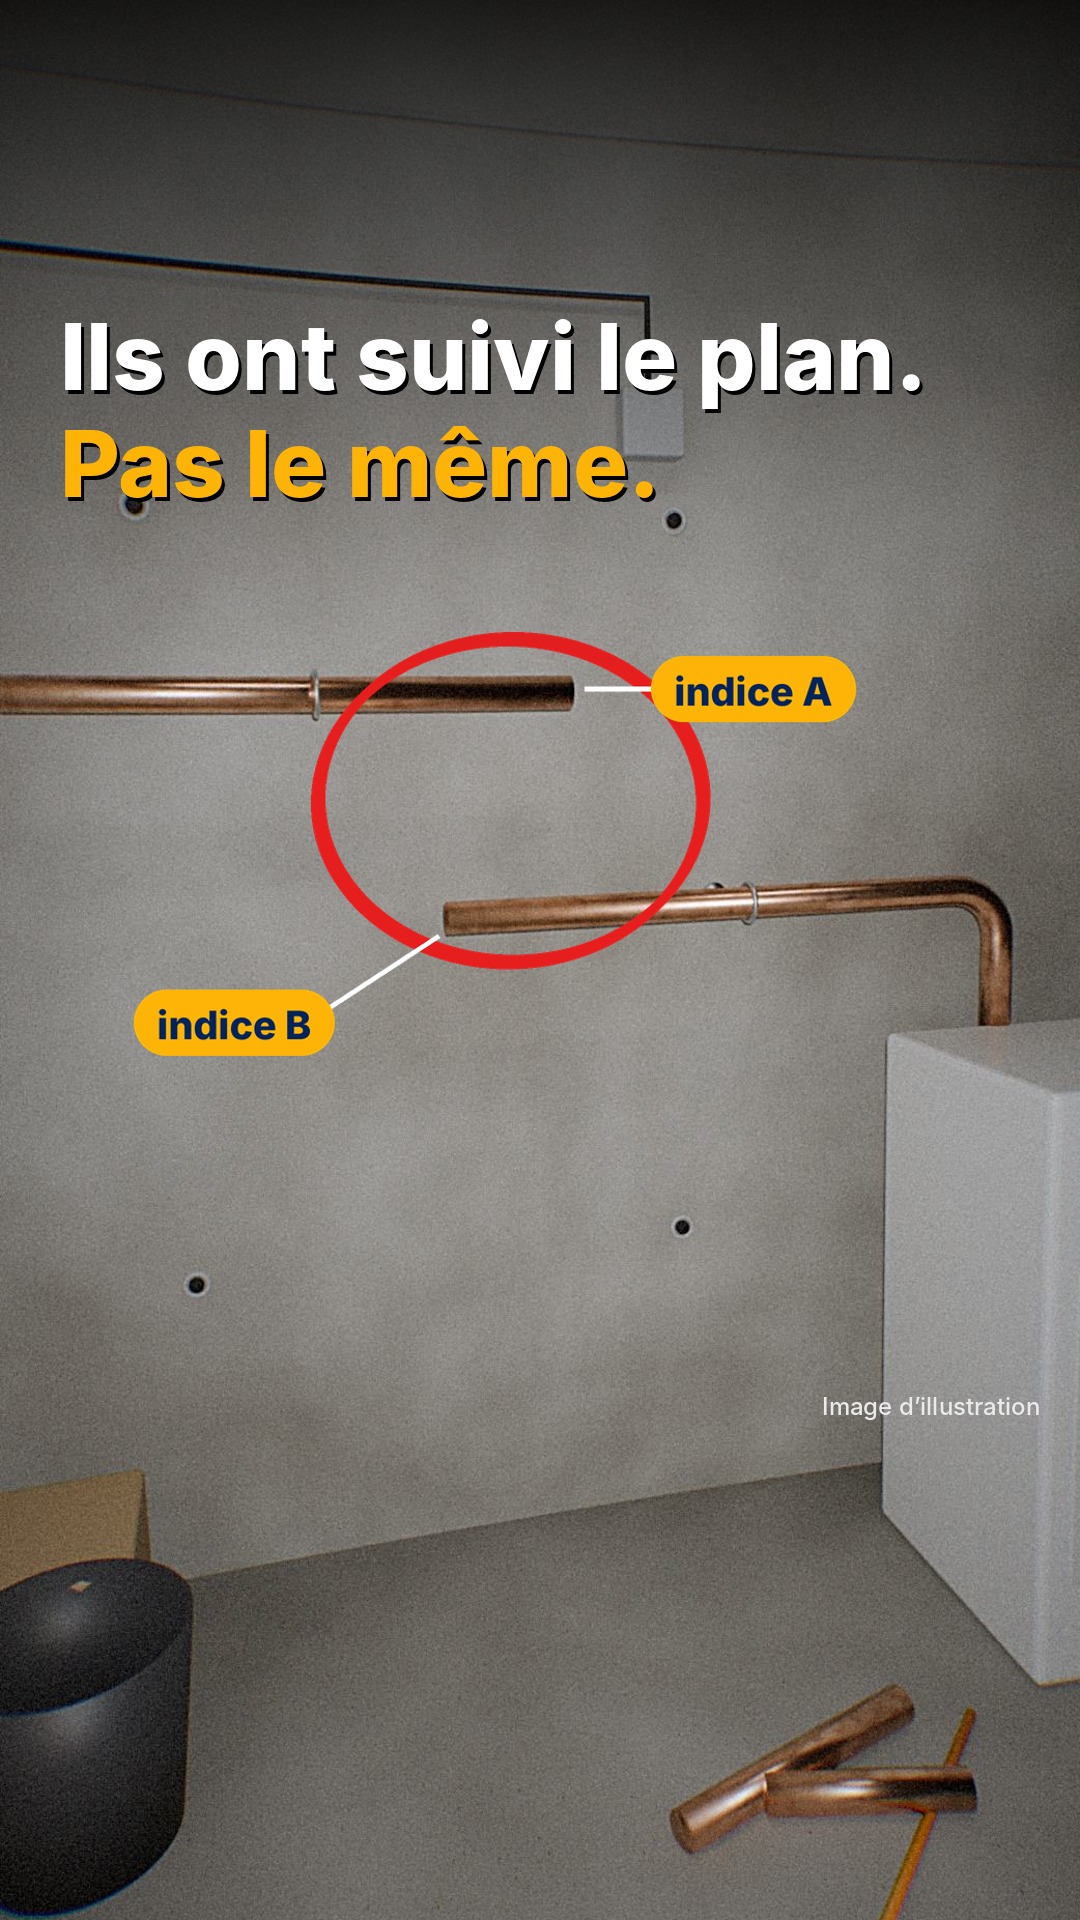 Ils ont suivi le plan.
Pas le même.
indice A
indice B
Image d’illustration